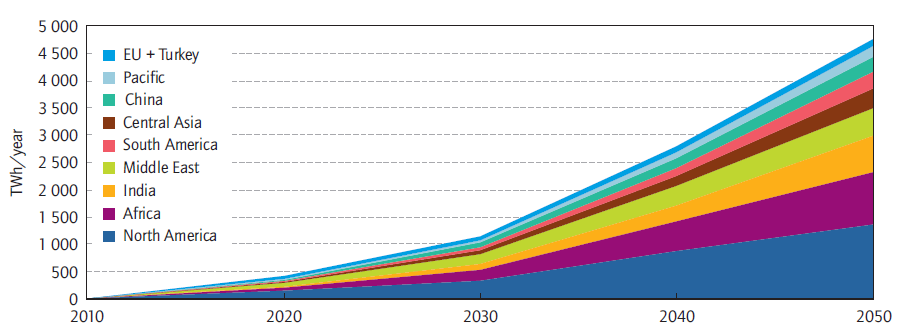 5 000
4 500
4 000
3 500
3 000
2 500
2 000
1 500
1 000
500
0
TWh/year
EU + Turkey
Pacific
China
Central Asia
South America
Middle East
India
Africa
North America
2010 2020 2030 2040 2050